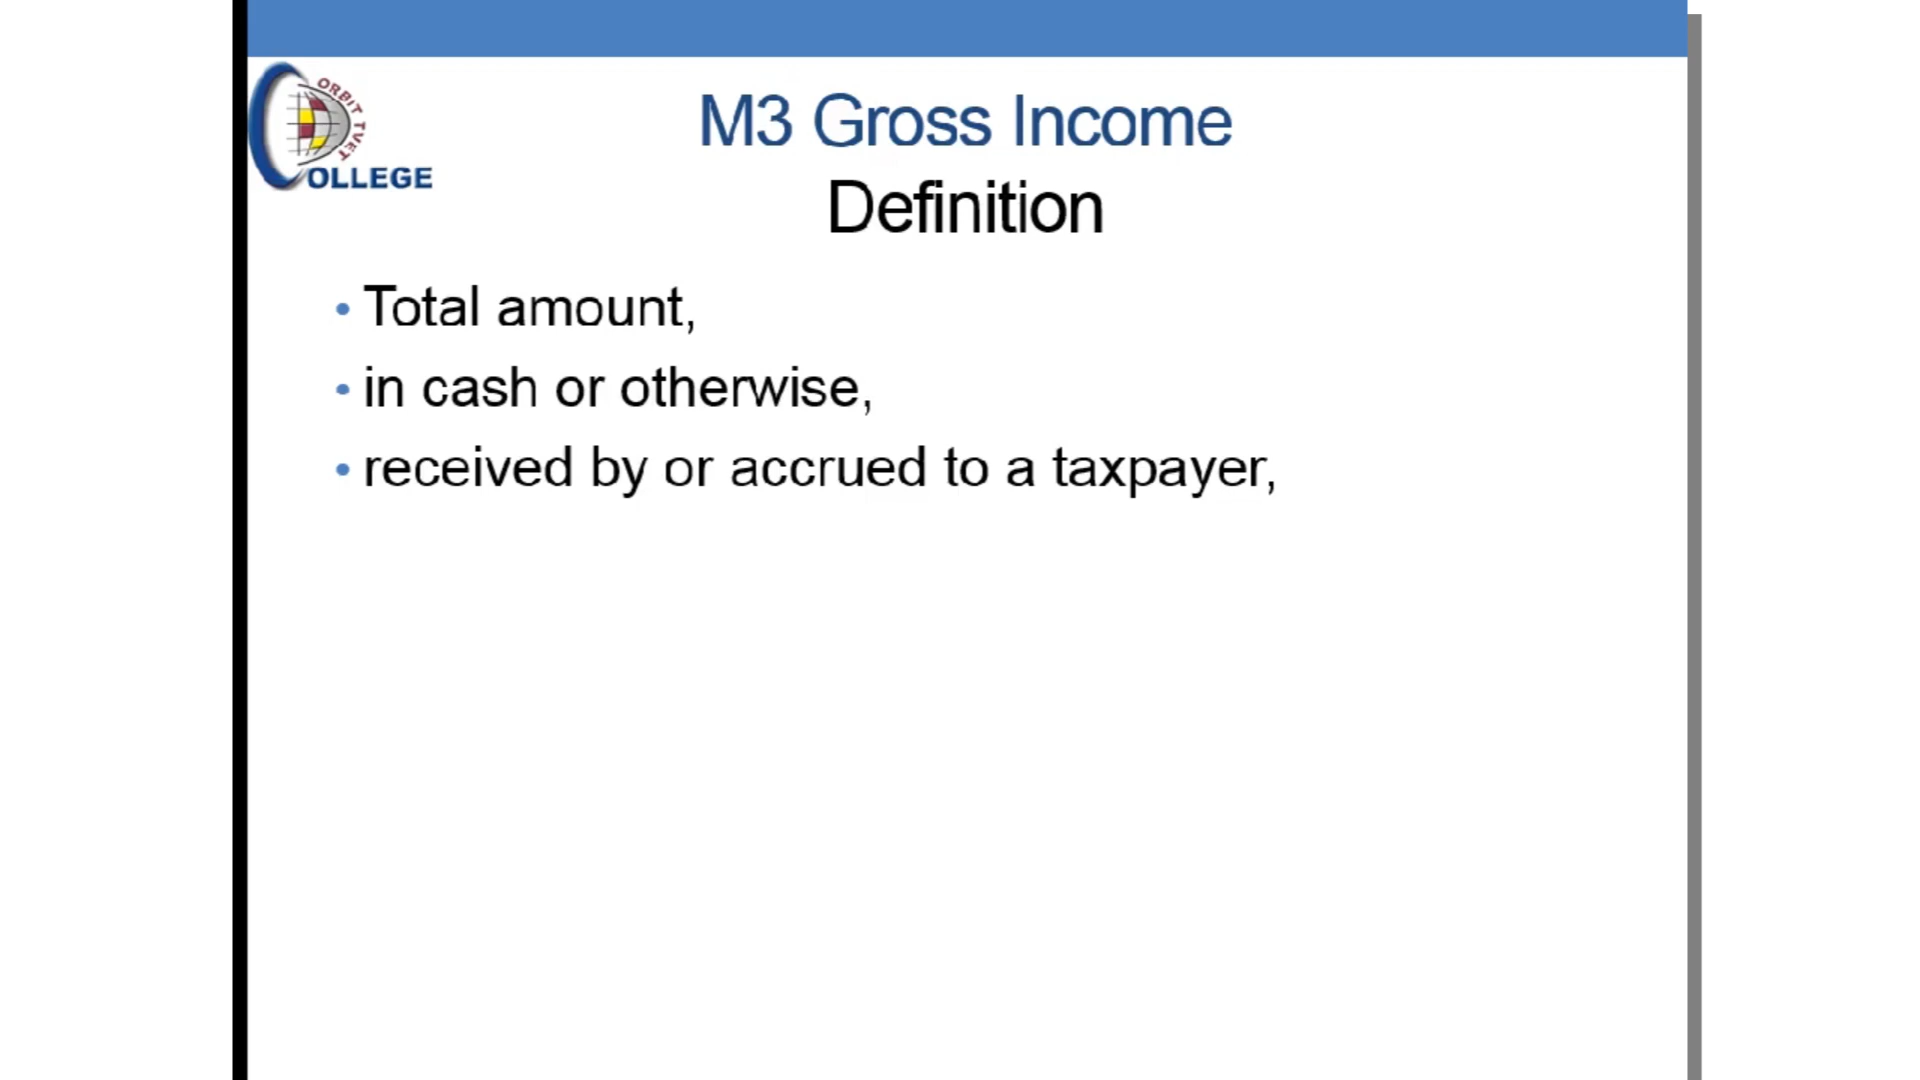 ORBIT TVET
COLLEGE
M3 Gross Income
Definition
• Total amount,
• in cash or otherwise,
• received by or accrued to a taxpayer,